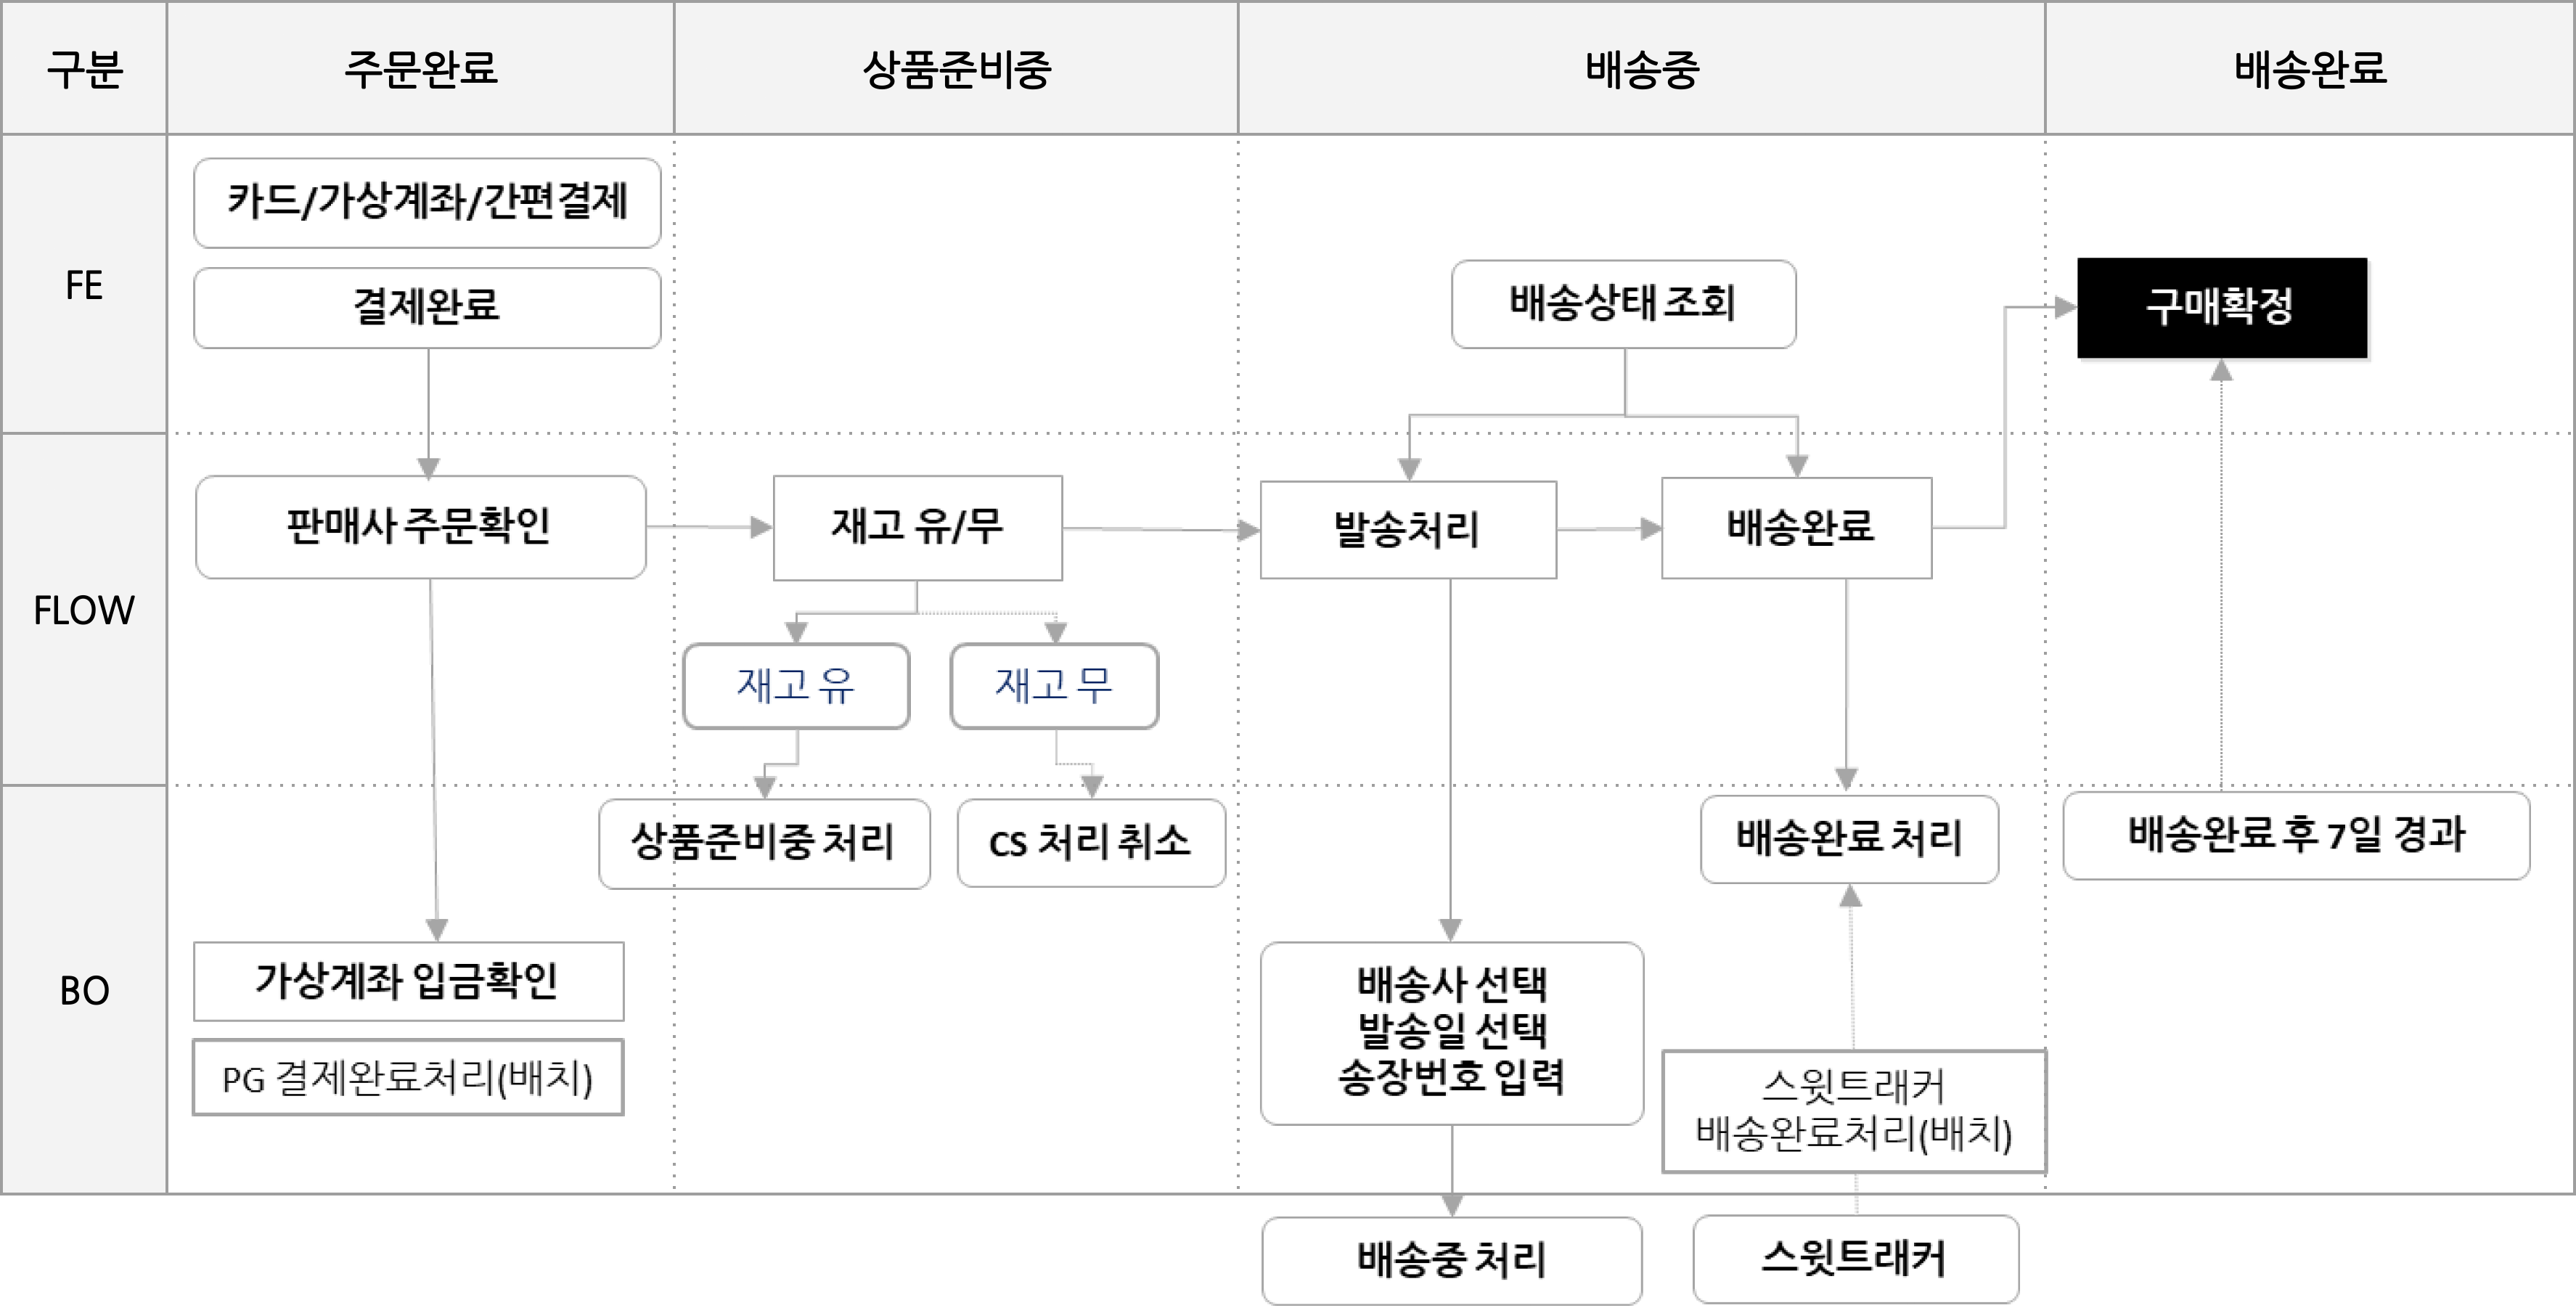 구분
주문완료
상품준비중
배송중
배송완료
FE
카드/가상계좌/간편결제
결제완료
배송상태 조회
구매확정
FLOW
판매사 주문확인
재고 유/무
발송처리
배송완료
재고 유
재고 무
BO
상품준비중 처리
CS 처리 취소
배송완료 처리
배송완료 후 7일 경과
가상계좌 입금확인
PG 결제완료처리(배치)
배송사 선택
발송일 선택
송장번호 입력
스윗트래커
배송완료처리(배치)
배송중 처리
스윗트래커